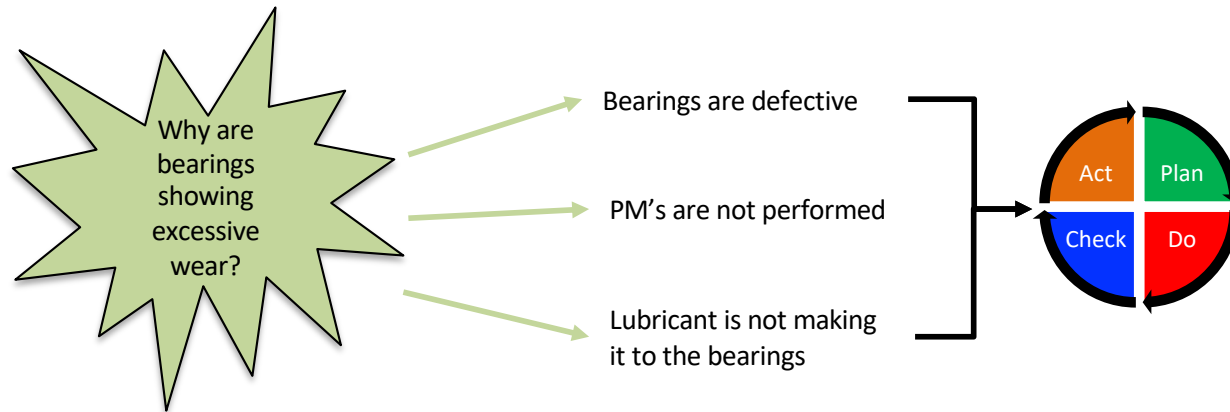 Why are
bearings
showing
excessive
wear?
Bearings are defective
PM's are not performed
Lubricant is not making
it to the bearings
Act
Plan
Check
Do